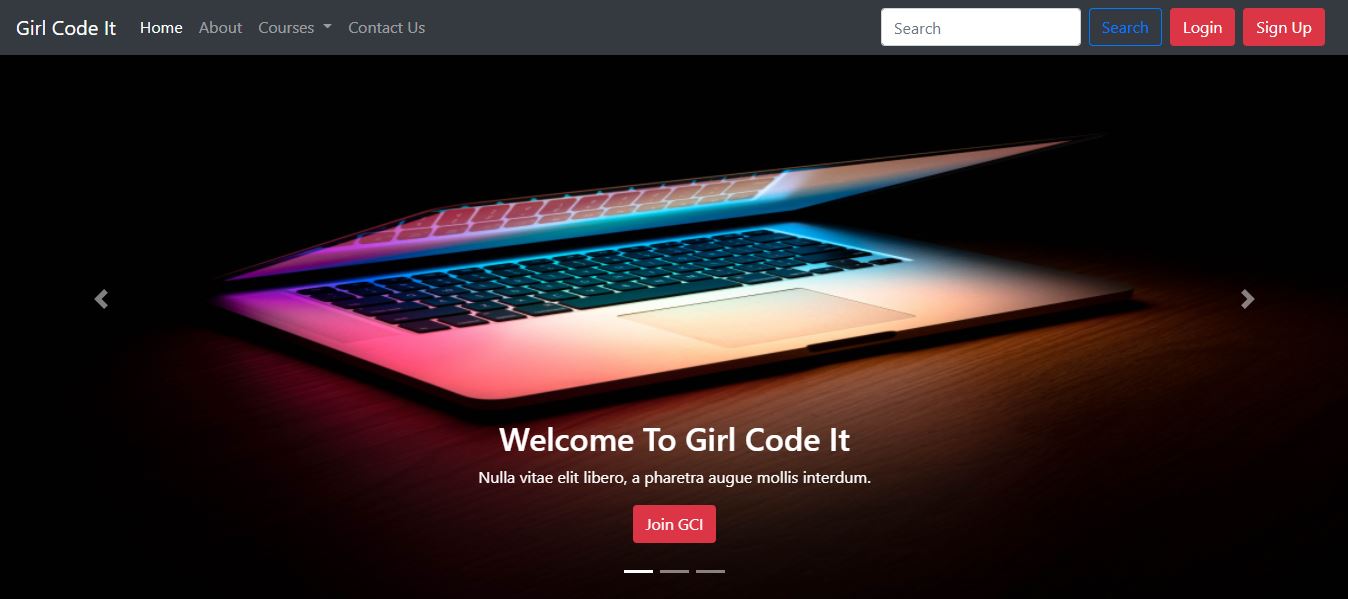 Girl Code It Home About Courses Contact Us Search Search Login Sign Up
Welcome To Girl Code It
Nulla vitae elit libero, a pharetra augue mollis interdum.
Join GCI